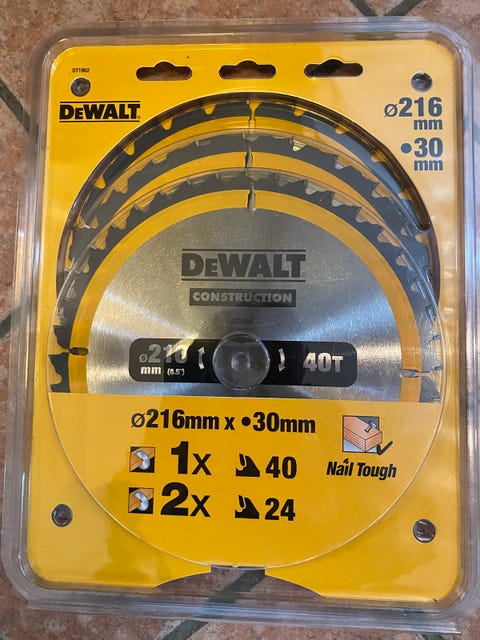 DT1962
DEWALT
ø216
mm
•30
mm
DEWALT
CONSTRUCTION
ø216
mm (8.5")
40T
ø216mm x •30mm
1x 40
2x 24
Nail Tough